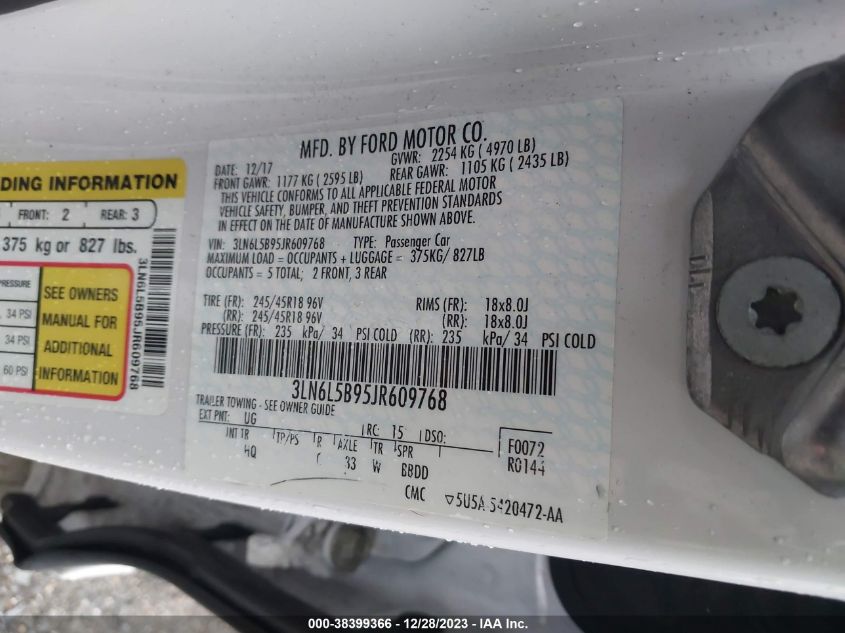 MFD. BY FORD MOTOR CO.
DATE: 12/17 GVWR: 2254 KG ( 4970 LB)
FRONT GAWR: 1177 KG ( 2595 LB) REAR GAWR: 1105 KG ( 2435 LB)
THIS VEHICLE CONFORMS TO ALL APPLICABLE FEDERAL MOTOR
VEHICLE SAFETY, BUMPER, AND THEFT PREVENTION STANDARDS
IN EFFECT ON THE DATE OF MANUFACTURE SHOWN ABOVE.
VIN: 3LN6L5B95JR609768 TYPE: Passenger Car
MAXIMUM LOAD = OCCUPANTS + LUGGAGE = 375KG/ 827LB
OCCUPANTS = 5 TOTAL; 2 FRONT, 3 REAR
TIRE (FR): 245/45R18 96V RIMS (FR): 18x8.0J
(RR): 245/45R18 96V (RR): 18x8.0J
PRESSURE (FR): 235 kPa/ 34 PSI COLD (RR): 235 kPa/ 34 PSI COLD
3LN6L5B95JR609768
TRAILER TOWING - SEE OWNER GUIDE
EXT PNT: UG RC: 15 DSO: F0072
INT TR TP/PS R AXLE TR SPR R0144
HQ 33 W BBDD
CMC ▽5U5A 5420472-AA
DING INFORMATION
FRONT: 2 REAR: 3
375 kg or 827 lbs.
PRESSURE
34 PSI
34 PSI
60 PSI
SEE OWNERS
MANUAL FOR
ADDITIONAL
INFORMATION
3LN6L5B95JR609768
000-38399366 - 12/28/2023 - IAA Inc.